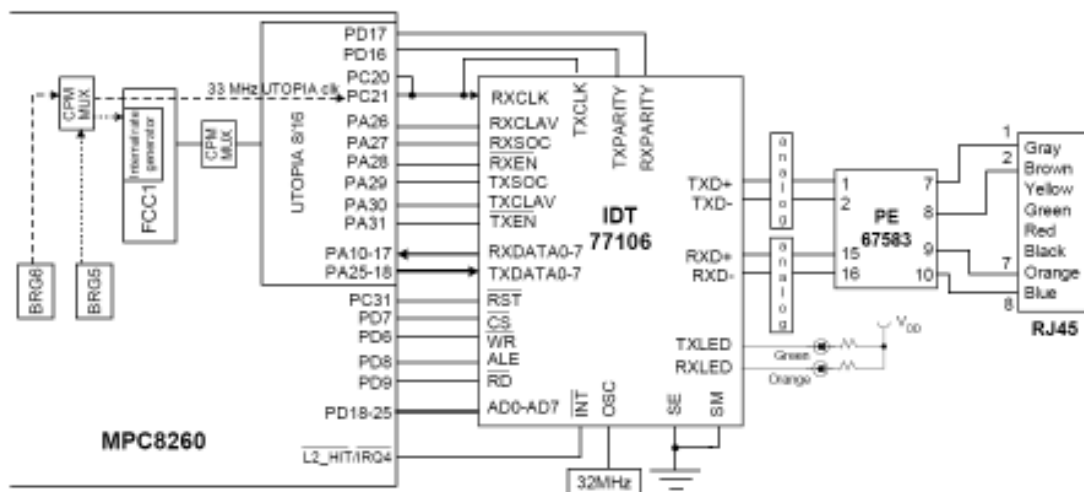 PD17
PD16
PC20
PC21
PA26
PA27
PA28
PA29
PA30
PA31
PA10-17
PA25-18
PC31
PD7
PD6
PD8
PD9
PD18-25
L2_HIT/IRQ4
33 MHz UTOPIA clk
CPM MUX
Internal rate generator
FCC1
CPM MUX
UTOPIA 8/16
BRG6
BRG5
MPC8260
RXCLK
RXCLAV
RXSOC
RXEN
TXSOC
TXCLAV
TXEN
RXDATA0-7
TXDATA0-7
RST
CS
WR
ALE
RD
AD0-AD7
TXCLK
TXPARITY
RXPARITY
IDT
77106
TXD+
TXD-
RXD+
RXD-
TXLED
RXLED
INT
OSC
SE
SM
32MHz
analog
analog
Green
Orange
VDD
1
2
15
16
PE
67583
7
8
9
10
1
2
7
8
Gray
Brown
Yellow
Green
Red
Black
Orange
Blue
RJ45